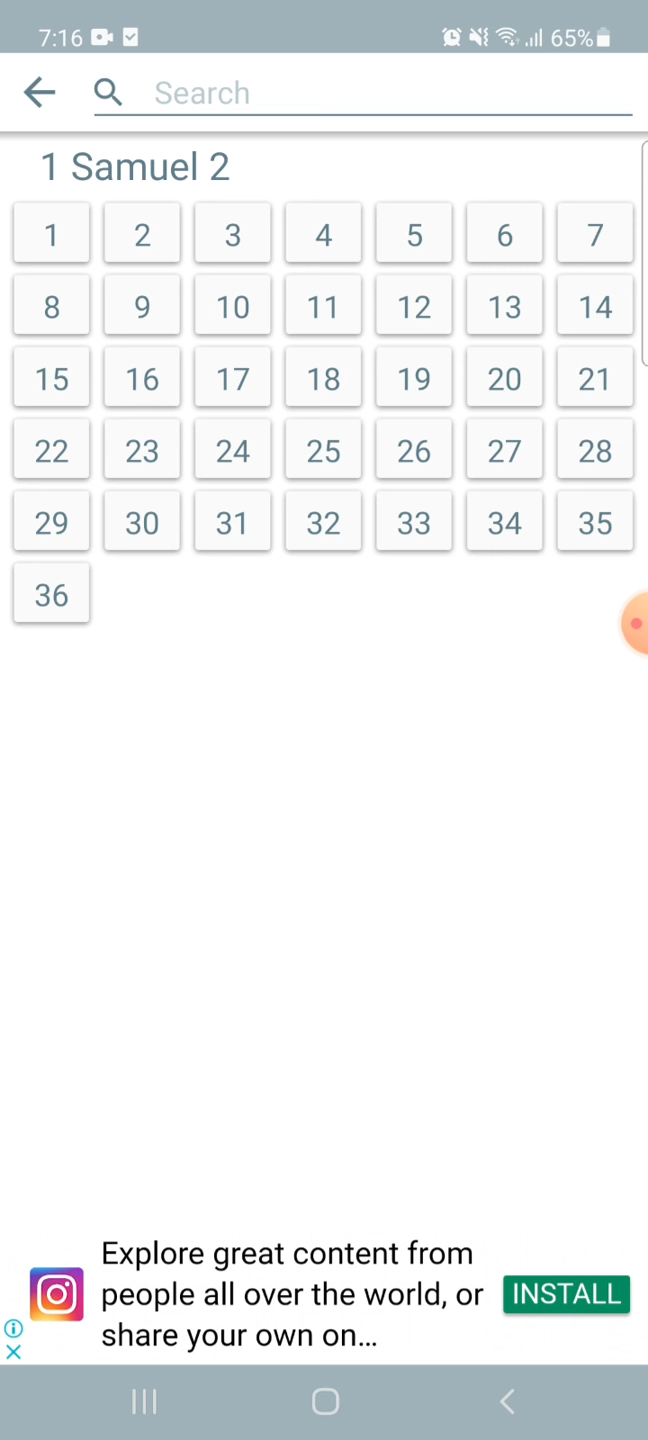 7:16 65%
Search
1 Samuel 2
1 2 3 4 5 6 7
8 9 10 11 12 13 14
15 16 17 18 19 20 21
22 23 24 25 26 27 28
29 30 31 32 33 34 35
36
Explore great content from
people all over the world, or
share your own on...
INSTALL